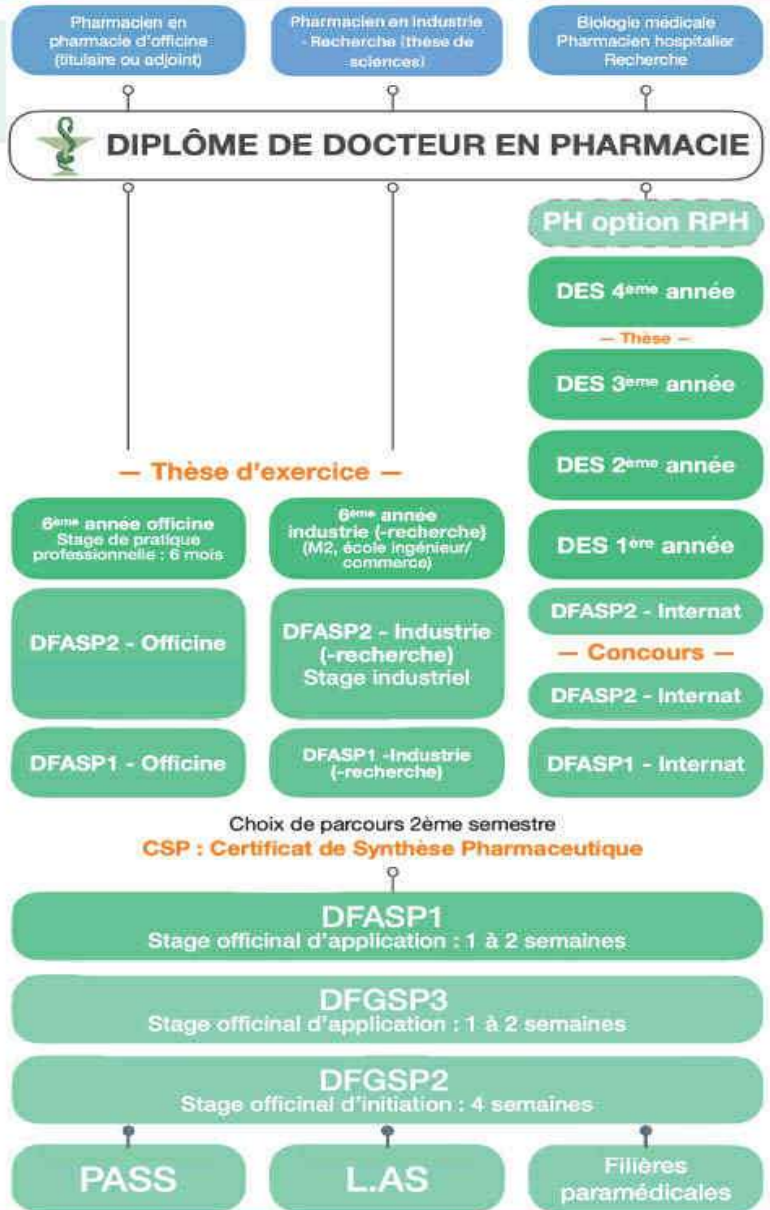 Pharmacien en
pharmacie d'officine
(titulaire ou adjoint)
Pharmacien en industrie
- Recherche (thèse de
sciences)
Biologie médicale
Pharmacien hospitalier
Recherche
DIPLÔME DE DOCTEUR EN PHARMACIE
PH option RPH
DES 4ème année
— Thèse —
DES 3ème année
DES 2ème année
DES 1ère année
— Thèse d'exercice —
6ème année officine
Stage de pratique
professionnelle : 6 mois
6ème année
industrie (-recherche)
(M2, école ingénieur/
commerce)
DFASP2 - Officine
DFASP2 - Industrie
(-recherche)
Stage industriel
DFASP2 - Internat
— Concours —
DFASP2 - Internat
DFASP1 - Officine
DFASP1 -Industrie
(-recherche)
DFASP1 - Internat
Choix de parcours 2ème semestre
CSP : Certificat de Synthèse Pharmaceutique
DFASP1
Stage officinal d'application : 1 à 2 semaines
DFGSP3
Stage officinal d'application : 1 à 2 semaines
DFGSP2
Stage officinal d'initiation : 4 semaines
PASS
L.AS
Filières
paramédicales